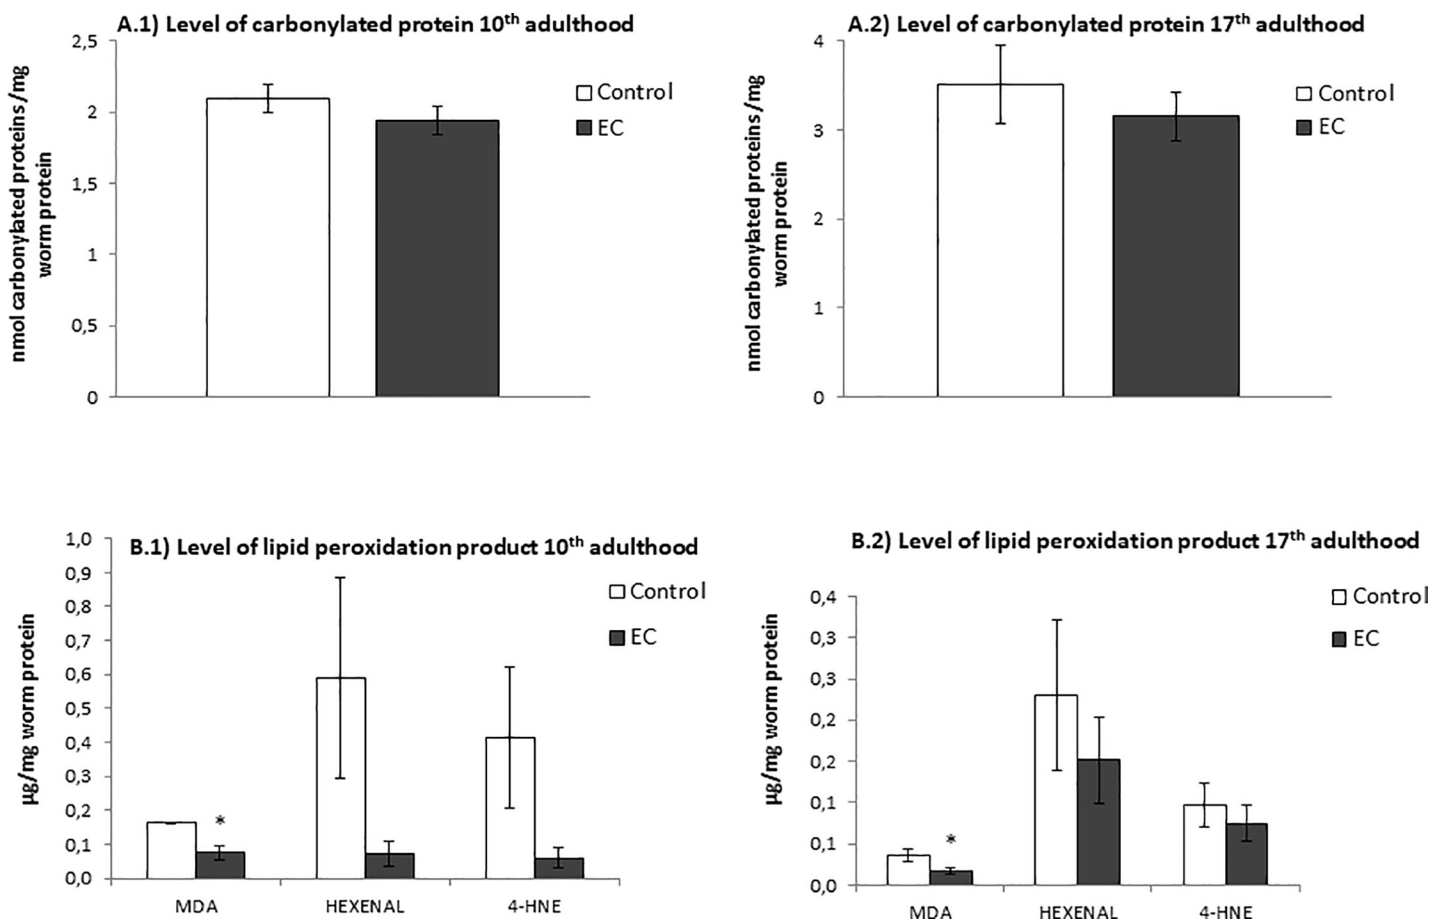 A.1) Level of carbonylated protein 10th adulthood
nmol carbonylated proteins/mg
worm protein
2,5
2
1,5
1
0,5
0
Control
EC
A.2) Level of carbonylated protein 17th adulthood
nmol carbonylated proteins/mg
worm protein
4
3
2
1
0
Control
EC
B.1) Level of lipid peroxidation product 10th adulthood
µg/mg worm protein
1,0
0,9
0,8
0,7
0,6
0,5
0,4
0,3
0,2
0,1
0,0
Control
EC
*
MDA HEXENAL 4-HNE
B.2) Level of lipid peroxidation product 17th adulthood
µg/mg worm protein
0,4
0,3
0,3
0,2
0,2
0,1
0,1
0,0
Control
EC
*
MDA HEXENAL 4-HNE